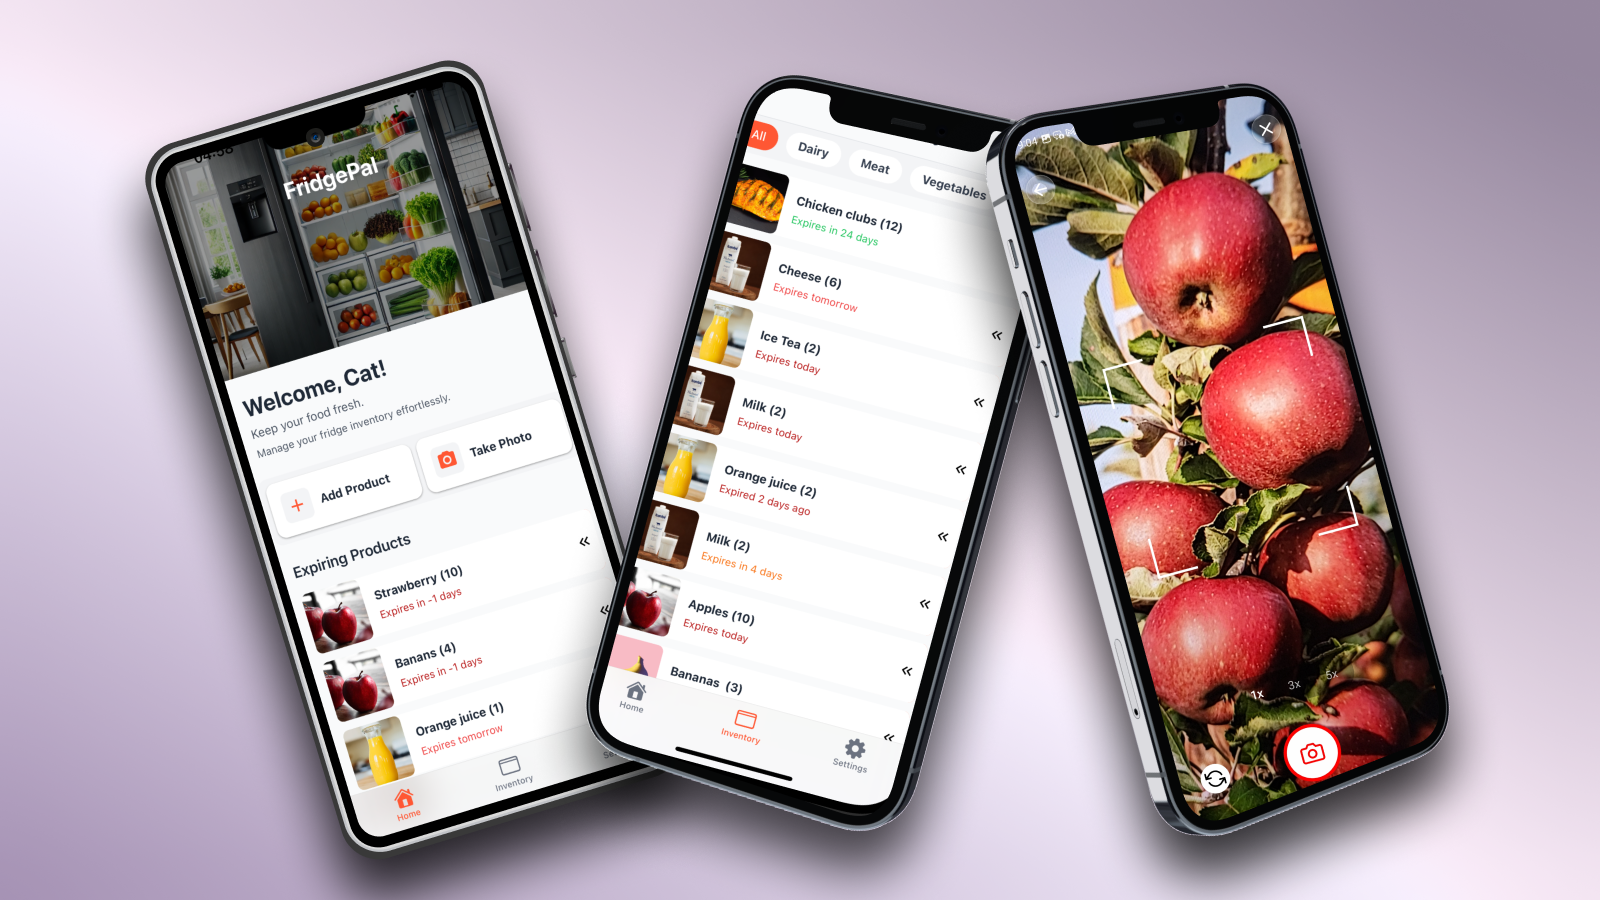 04:58
FridgePal
Welcome, Cat!
Keep your food fresh.
Manage your fridge inventory effortlessly.
Add Product
Take Photo
Expiring Products
Strawberry (10)
Expires in -1 days
Banans (4)
Expires in -1 days
Orange juice (1)
Expires tomorrow
Home
Inventory
All
Dairy
Meat
Vegetables
Chicken clubs (12)
Expires in 24 days
Cheese (6)
Expires tomorrow
Ice Tea (2)
Expires today
Milk (2)
Expires today
Orange juice (2)
Expired 2 days ago
Milk (2)
Expires in 4 days
Apples (10)
Expires today
Bananas (3)
Home
Inventory
Settings
1x
3x
5x